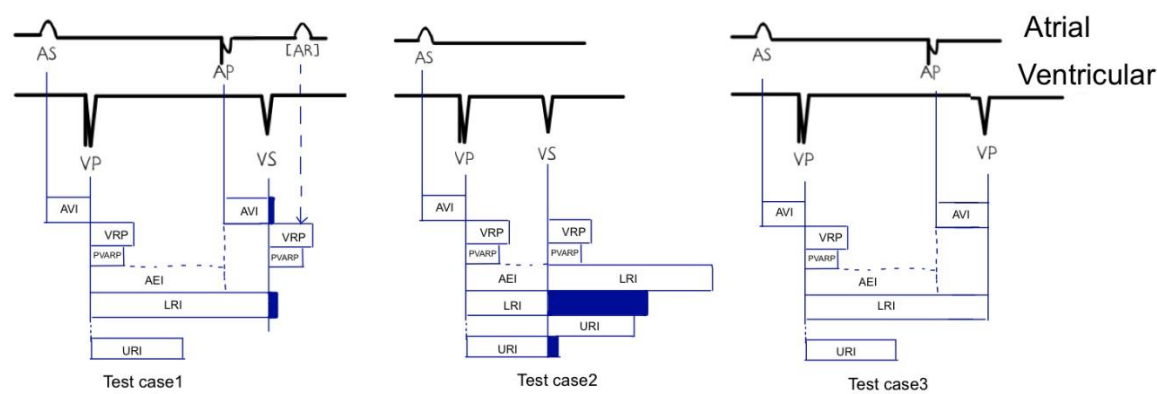 Atrial
AS AP [AR] AS AS AP
Ventricular
VP VS VP VS VP VP
AVI AVI AVI AVI AVI
VRP VRP VRP VRP VRP
PVARP PVARP PVARP PVARP PVARP
AEI AEI LRI AEI
LRI LRI LRI
URI
URI URI URI
Test case1 Test case2 Test case3